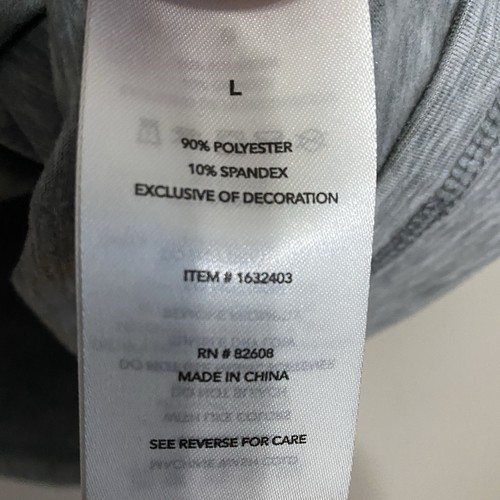 L
90% POLYESTER
10% SPANDEX
EXCLUSIVE OF DECORATION
ITEM # 1632403
RN # 82608
MADE IN CHINA
SEE REVERSE FOR CARE